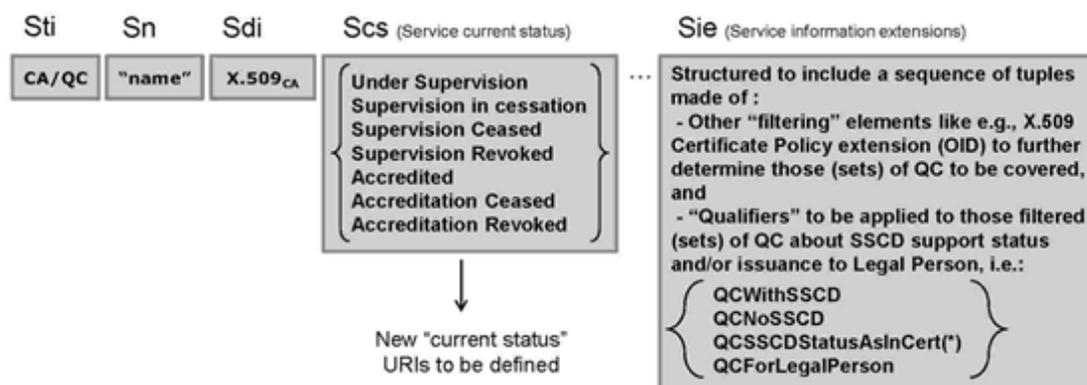 Sti Sn Sdi Scs (Service current status) Sie (Service information extensions)
CA/QC "name" X.509CA
Under Supervision
Supervision in cessation
Supervision Ceased
Supervision Revoked
Accredited
Accreditation Ceased
Accreditation Revoked
...
Structured to include a sequence of tuples
made of :
- Other "filtering" elements like e.g., X.509
Certificate Policy extension (OID) to further
determine those (sets) of QC to be covered,
and
- "Qualifiers" to be applied to those filtered
(sets) of QC about SSCD support status
and/or issuance to Legal Person, i.e.:
QCWithSSCD
QCNoSSCD
QCSSCDStatusAsInCert(*)
QCForLegalPerson
New "current status"
URIs to be defined